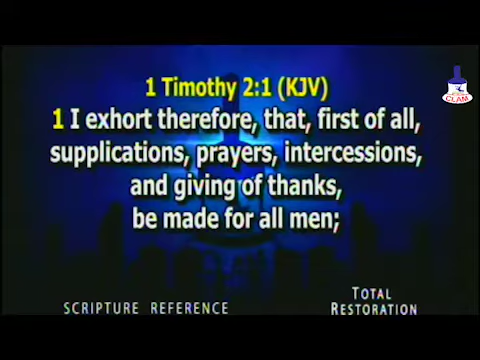 1 Timothy 2:1 (KJV)
1 I exhort therefore, that, first of all,
supplications, prayers, intercessions,
and giving of thanks,
be made for all men;
CLAM
SCRIPTURE REFERENCE
TOTAL
RESTORATION